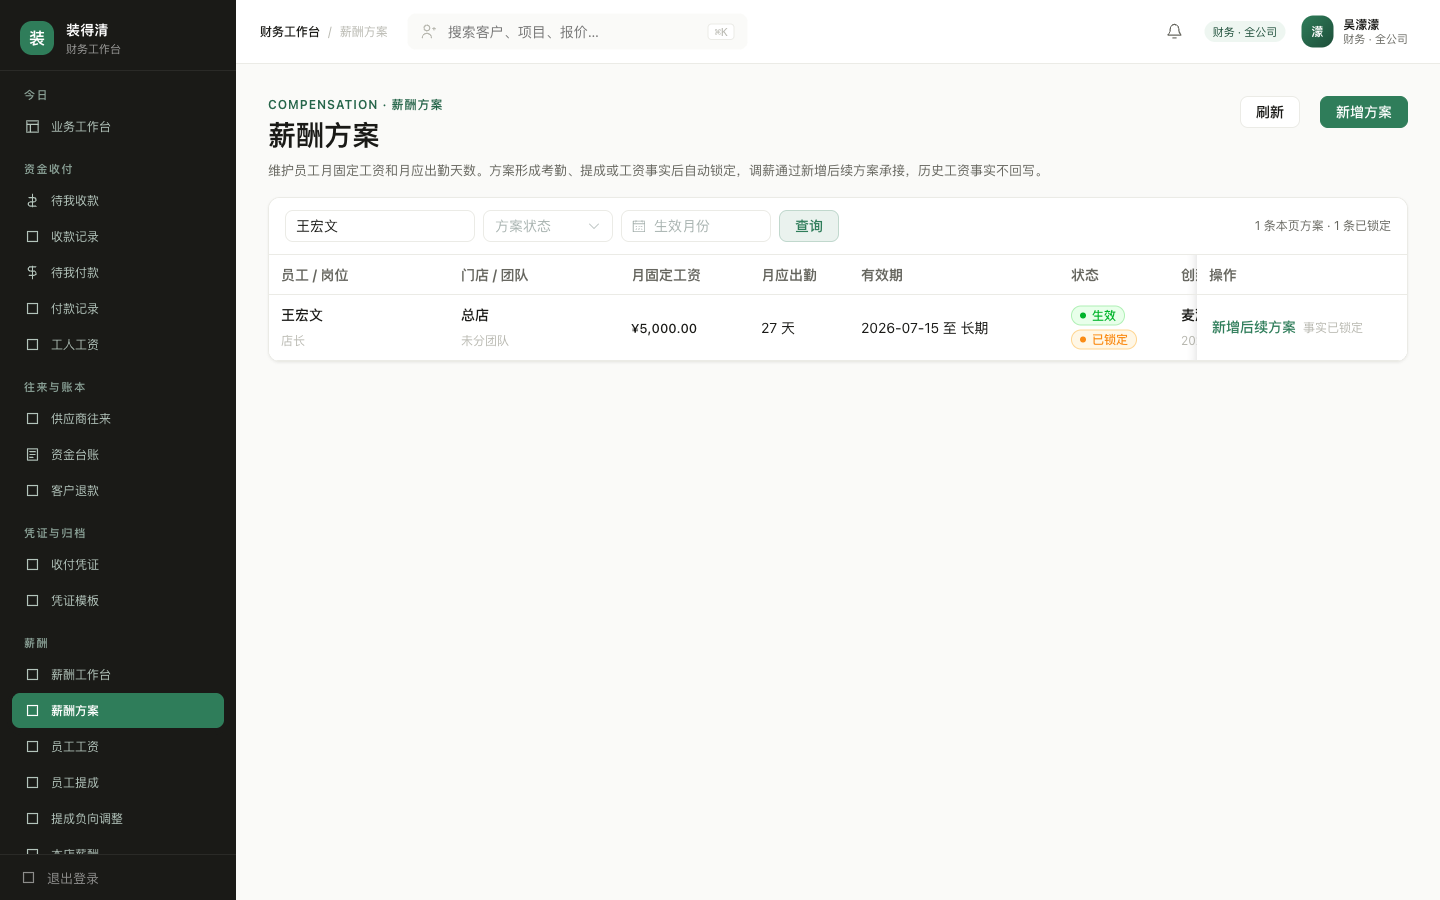 装 装得清
财务工作台
今日
业务工作台
资金收付
待我收款
收款记录
待我付款
付款记录
工人工资
往来与账本
供应商往来
资金台账
客户退款
凭证与归档
收付凭证
凭证模板
薪酬
薪酬工作台
薪酬方案
员工工资
员工提成
提成负向调整
本店薪酬
退出登录
财务工作台 / 薪酬方案 搜索客户、项目、报价... ⌘K 财务 · 全公司 濛 吴濛濛
财务 · 全公司
COMPENSATION · 薪酬方案
薪酬方案
刷新 新增方案
维护员工月固定工资和月应出勤天数。方案形成考勤、提成或工资事实后自动锁定，调薪通过新增后续方案承接，历史工资事实不回写。
王宏文 方案状态 生效月份 查询 1 条本页方案 · 1 条已锁定
员工 / 岗位 门店 / 团队 月固定工资 月应出勤 有效期 状态 创 操作
王宏文 总店 ¥5,000.00 27 天 2026-07-15 至 长期 生效 麦 新增后续方案 事实已锁定
店长 未分团队 已锁定 20